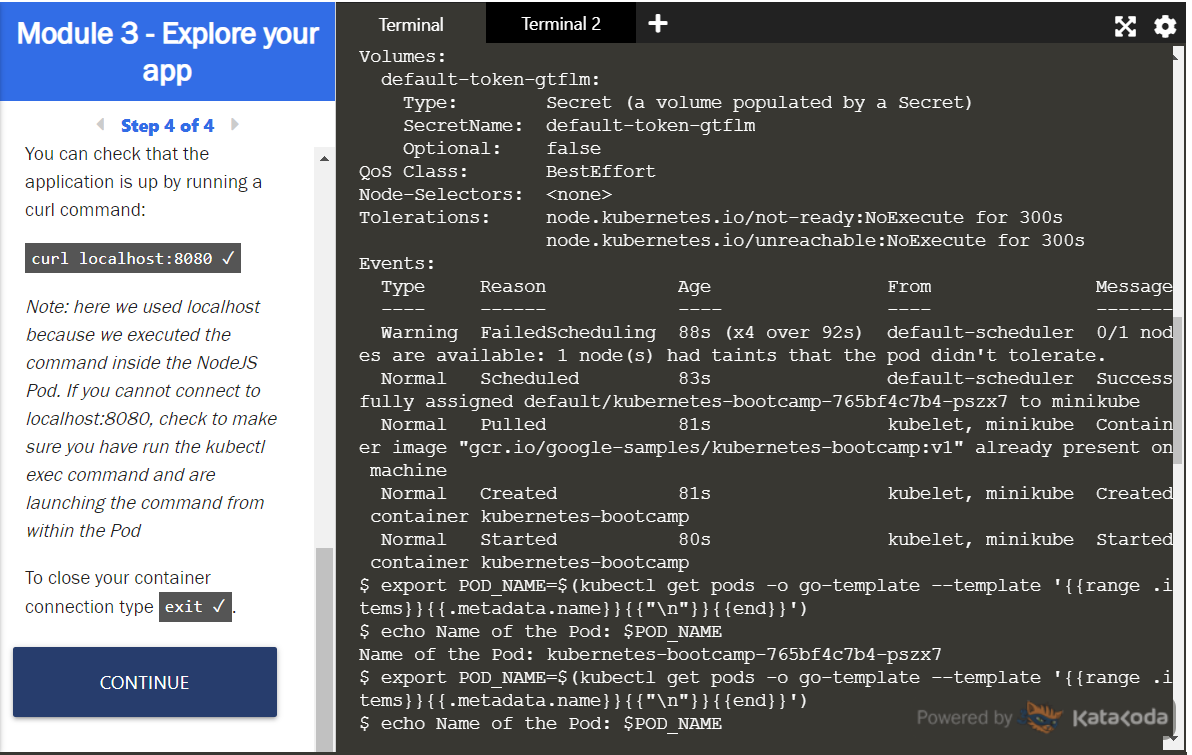 Module 3 - Explore your
app
Step 4 of 4
You can check that the
application is up by running a
curl command:
curl localhost:8080 ✓
Note: here we used localhost
because we executed the
command inside the NodeJS
Pod. If you cannot connect to
localhost:8080, check to make
sure you have run the kubectl
exec command and are
launching the command from
within the Pod
To close your container
connection type exit ✓.
CONTINUE
Terminal
Terminal 2
Volumes:
default-token-gtflm:
Type: Secret (a volume populated by a Secret)
SecretName: default-token-gtflm
Optional: false
QoS Class: BestEffort
Node-Selectors: <none>
Tolerations: node.kubernetes.io/not-ready:NoExecute for 300s
node.kubernetes.io/unreachable:NoExecute for 300s
Events:
Type Reason Age From Message
---- ------ ---- ---- -------
Warning FailedScheduling 88s (x4 over 92s) default-scheduler 0/1 nod
es are available: 1 node(s) had taints that the pod didn't tolerate.
Normal Scheduled 83s default-scheduler Success
fully assigned default/kubernetes-bootcamp-765bf4c7b4-pszx7 to minikube
Normal Pulled 81s kubelet, minikube Contain
er image "gcr.io/google-samples/kubernetes-bootcamp:v1" already present on
machine
Normal Created 81s kubelet, minikube Created
container kubernetes-bootcamp
Normal Started 80s kubelet, minikube Started
container kubernetes-bootcamp
$ export POD_NAME=$(kubectl get pods -o go-template --template '{{range .i
tems}}{{.metadata.name}}{{"\n"}}{{end}}')
$ echo Name of the Pod: $POD_NAME
Name of the Pod: kubernetes-bootcamp-765bf4c7b4-pszx7
$ export POD_NAME=$(kubectl get pods -o go-template --template '{{range .i
tems}}{{.metadata.name}}{{"\n"}}{{end}}')
$ echo Name of the Pod: $POD_NAME
Powered by Katacoda